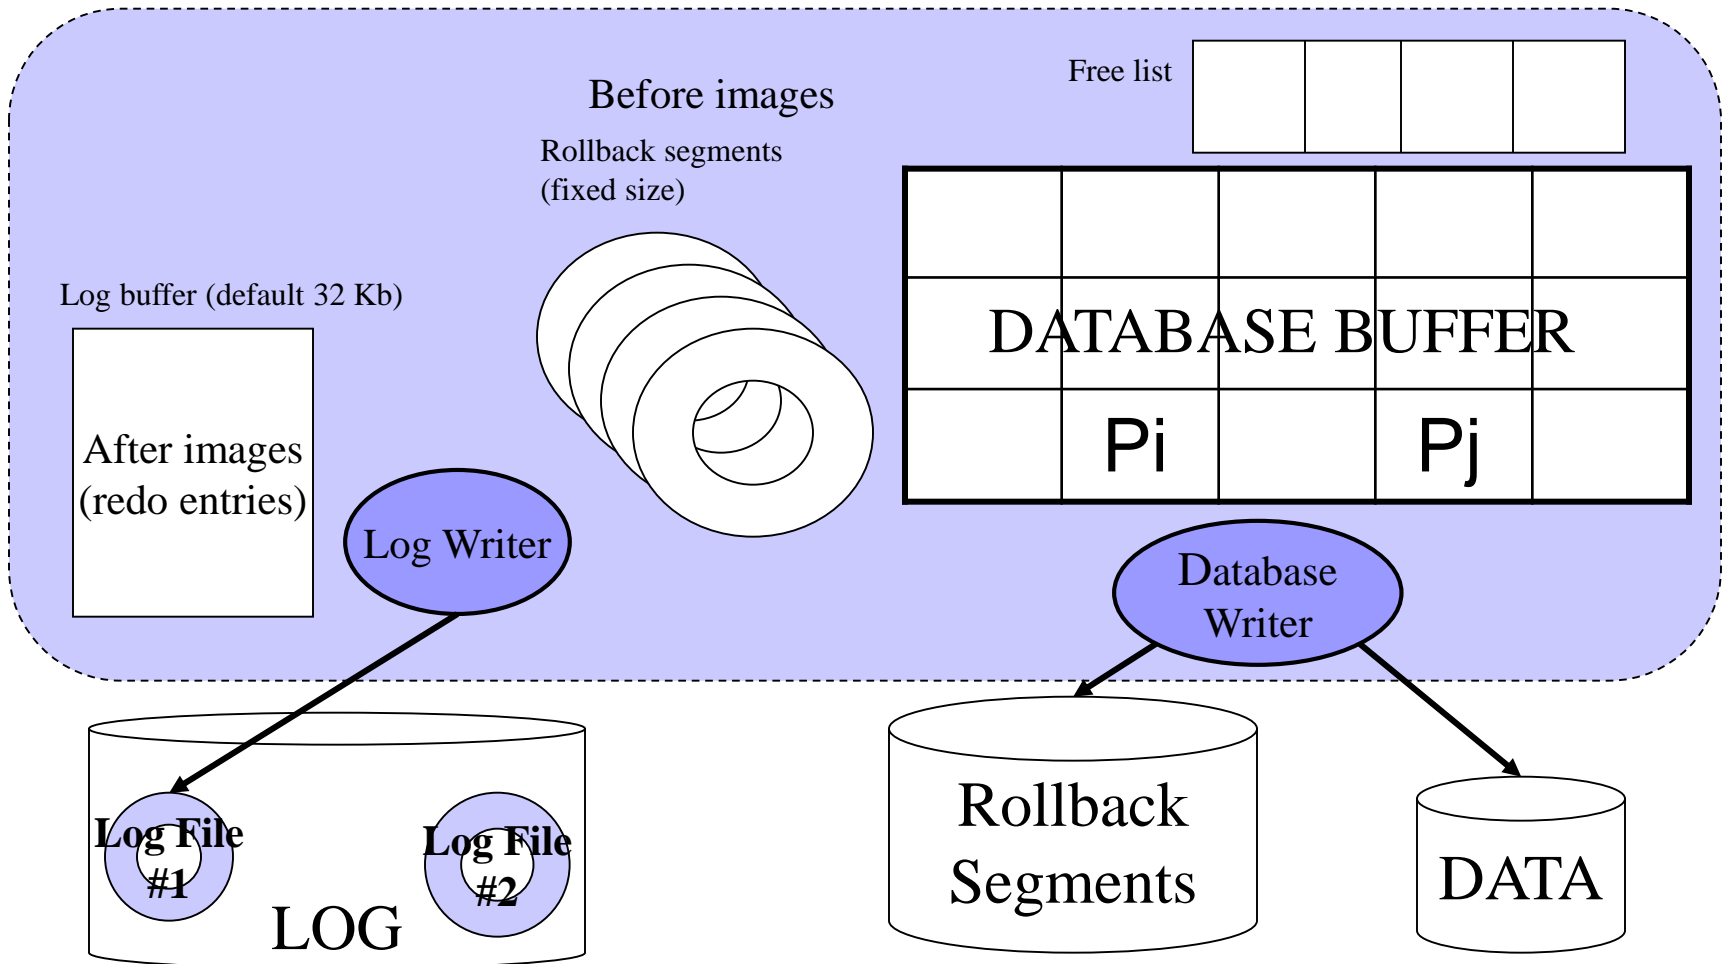 Free list
Before images
Rollback segments
(fixed size)
Log buffer (default 32 Kb)
DATABASE BUFFER
After images
(redo entries)
Pi
Pj
Log Writer
Database
Writer
Log File
#1
Log File
#2
LOG
Rollback
Segments
DATA